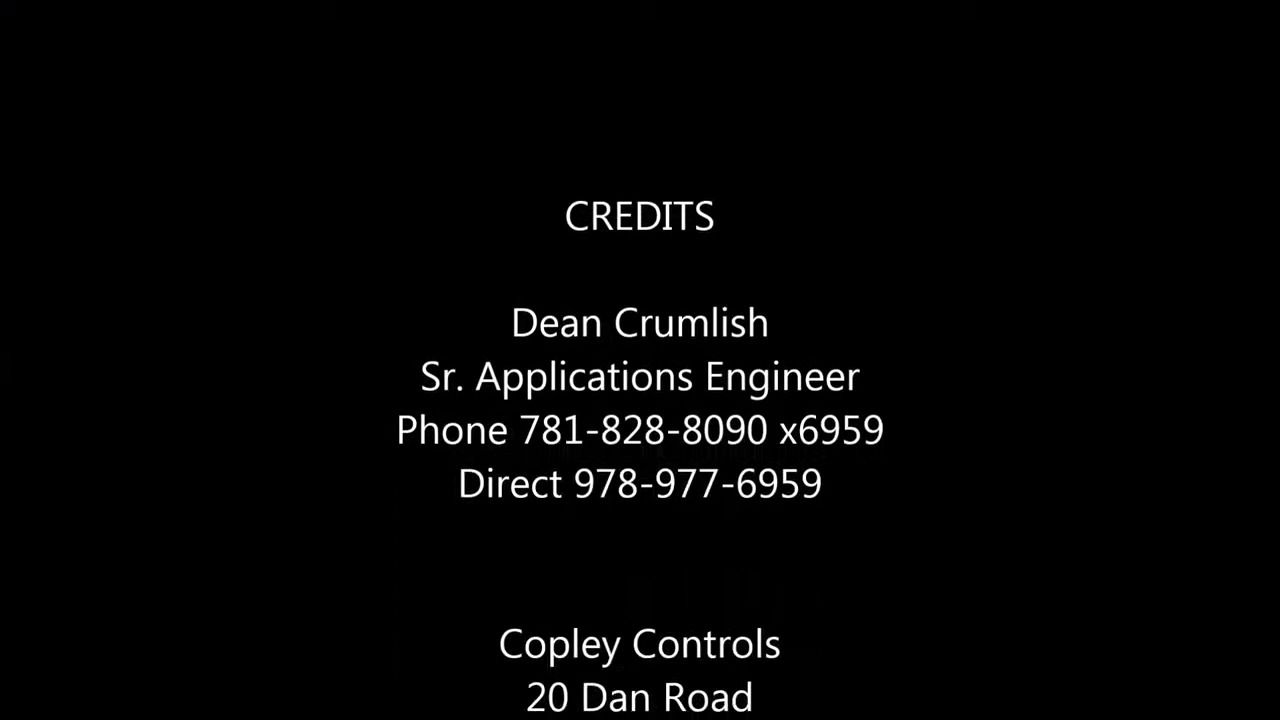 CREDITS
Dean Crumlish
Sr. Applications Engineer
Phone 781-828-8090 x6959
Direct 978-977-6959
Copley Controls
20 Dan Road